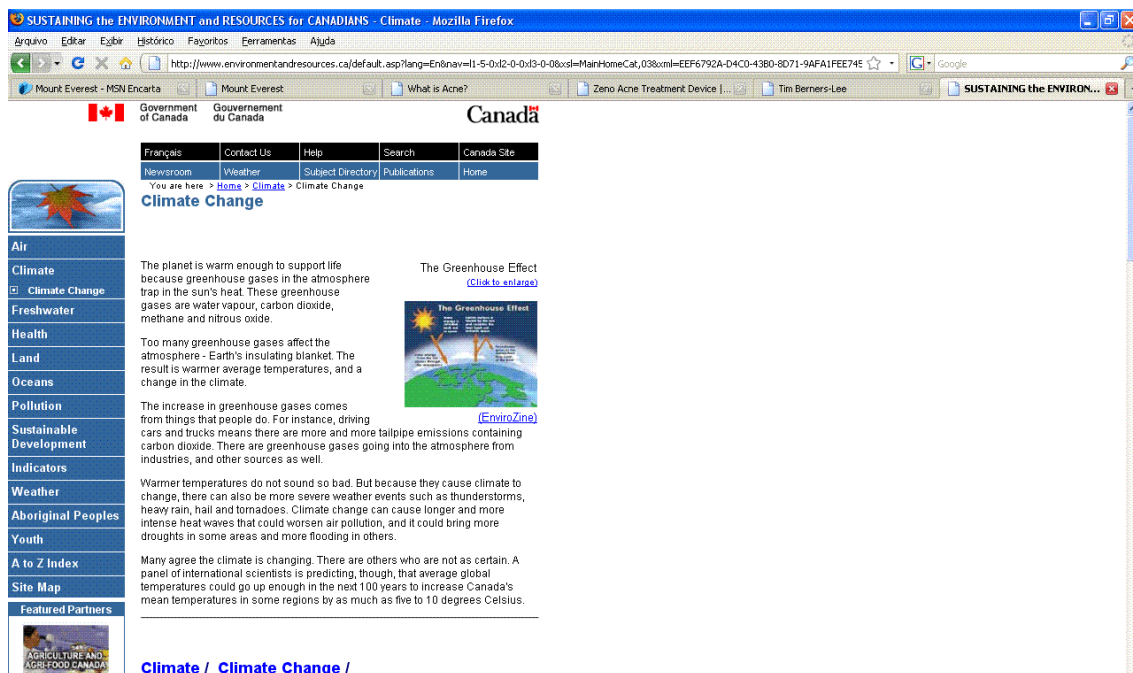 SUSTAINING the ENVIRONMENT and RESOURCES for CANADIANS - Climate - Mozilla Firefox
Arquivo Editar Exibir Histórico Favoritos Ferramentas Ajuda
http://www.environmentandresources.ca/default.asp?lang=En&nav=l1-5-0xl2-0-0xl3-0-0&xsl=MainHomeCat,03&xml=EEF6792A-D4C0-43B0-8D71-9AFA1FEE745 Google
Mount Everest - MSN Encarta Mount Everest What is Acne? Zeno Acne Treatment Device |... Tim Berners-Lee SUSTAINING the ENVIRON...
Government of Canada
Gouvernement du Canada
Canada
Français Contact Us Help Search Canada Site
Newsroom Weather Subject Directory Publications Home
You are here > Home > Climate > Climate Change
Climate Change
Air
Climate
Climate Change
Freshwater
Health
Land
Oceans
Pollution
Sustainable
Development
Indicators
Weather
Aboriginal Peoples
Youth
A to Z Index
Site Map
Featured Partners
AGRICULTURE AND
AGRI-FOOD CANADA
The planet is warm enough to support life
because greenhouse gases in the atmosphere
trap in the sun's heat. These greenhouse
gases are water vapour, carbon dioxide,
methane and nitrous oxide.
Too many greenhouse gases affect the
atmosphere - Earth's insulating blanket. The
result is warmer average temperatures, and a
change in the climate.
The Greenhouse Effect
(Click to enlarge)
The Greenhouse Effect
(EnviroZine)
The increase in greenhouse gases comes
from things that people do. For instance, driving
cars and trucks means there are more and more tailpipe emissions containing
carbon dioxide. There are greenhouse gases going into the atmosphere from
industries, and other sources as well.
Warmer temperatures do not sound so bad. But because they cause climate to
change, there can also be more severe weather events such as thunderstorms,
heavy rain, hail and tornadoes. Climate change can cause longer and more
intense heat waves that could worsen air pollution, and it could bring more
droughts in some areas and more flooding in others.
Many agree the climate is changing. There are others who are not as certain. A
panel of international scientists is predicting, though, that average global
temperatures could go up enough in the next 100 years to increase Canada's
mean temperatures in some regions by as much as five to 10 degrees Celsius.
Climate / Climate Change /